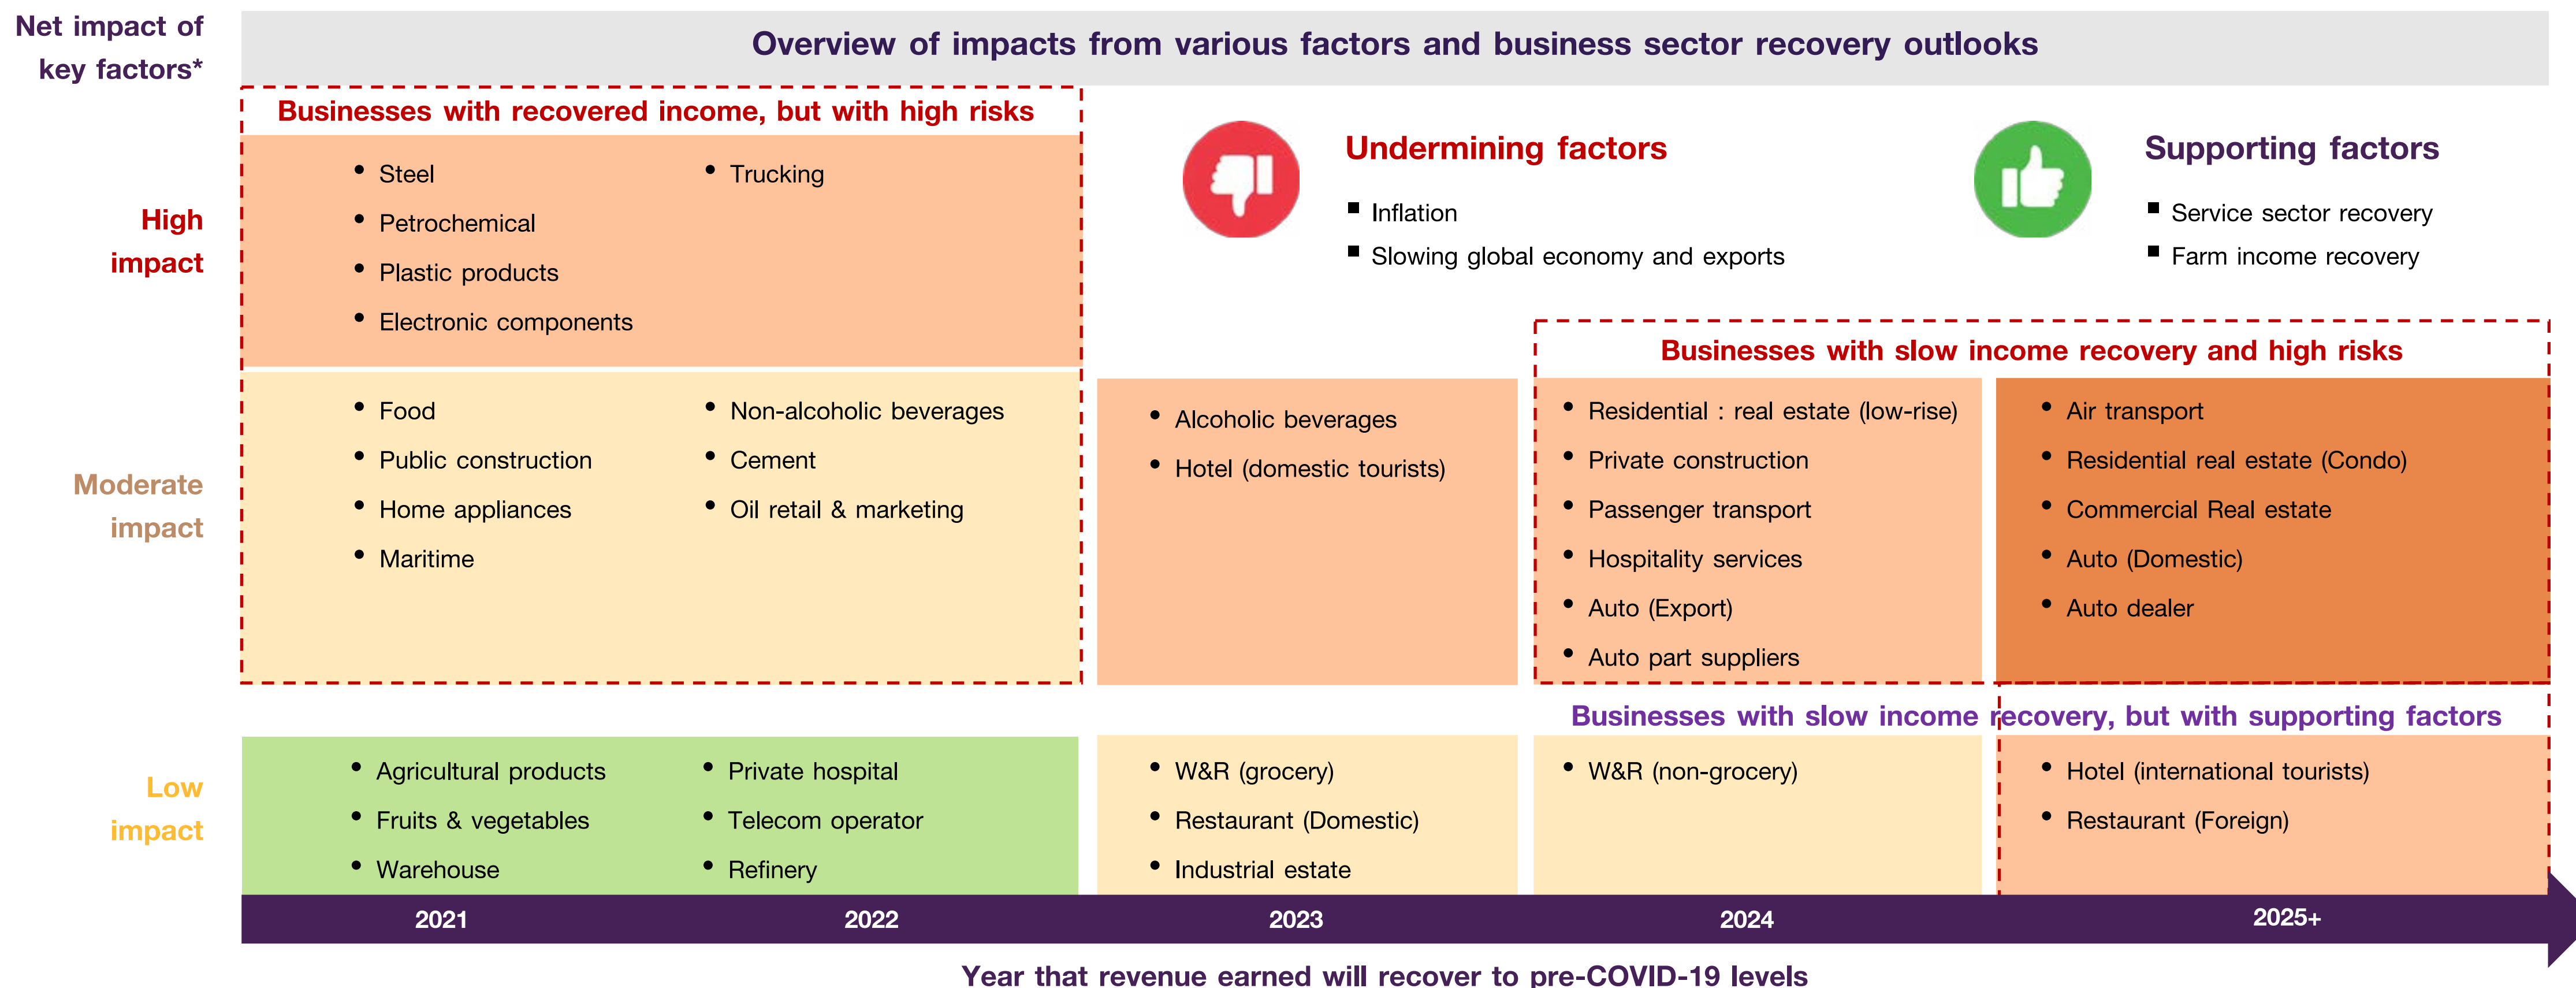 Net impact of
key factors*
Overview of impacts from various factors and business sector recovery outlooks
Businesses with recovered income, but with high risks
High
impact
• Steel
• Petrochemical
• Plastic products
• Electronic components
• Trucking
Undermining factors
▪ Inflation
▪ Slowing global economy and exports
Supporting factors
▪ Service sector recovery
▪ Farm income recovery
Businesses with slow income recovery and high risks
Moderate
impact
• Food
• Public construction
• Home appliances
• Maritime
• Non-alcoholic beverages
• Cement
• Oil retail & marketing
• Alcoholic beverages
• Hotel (domestic tourists)
• Residential : real estate (low-rise)
• Private construction
• Passenger transport
• Hospitality services
• Auto (Export)
• Auto part suppliers
• Air transport
• Residential real estate (Condo)
• Commercial Real estate
• Auto (Domestic)
• Auto dealer
Businesses with slow income recovery, but with supporting factors
Low
impact
• Agricultural products
• Fruits & vegetables
• Warehouse
• Private hospital
• Telecom operator
• Refinery
• W&R (grocery)
• Restaurant (Domestic)
• Industrial estate
• W&R (non-grocery)
• Hotel (international tourists)
• Restaurant (Foreign)
2021
2022
2023
2024
2025+
Year that revenue earned will recover to pre-COVID-19 levels